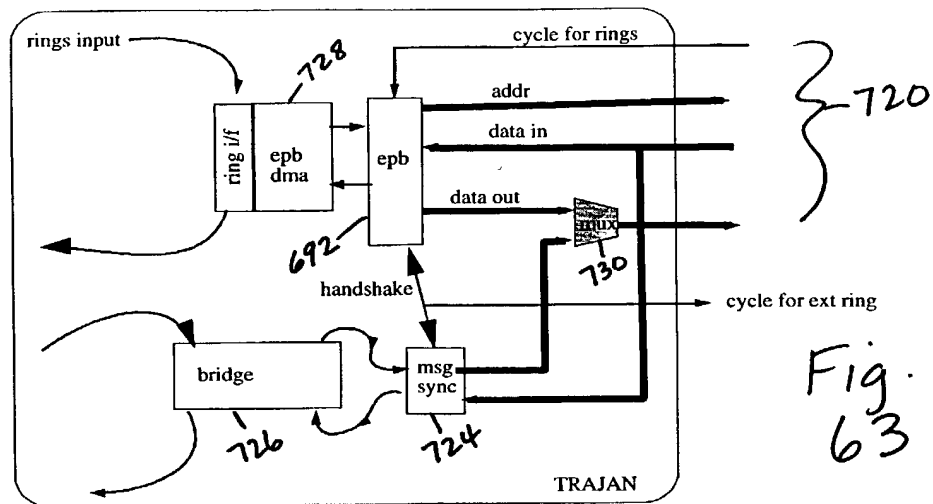 rings input
cycle for rings
728
addr
720
data in
ring i/f
epb
dma
epb
data out
mux
692
730
handshake
cycle for ext ring
bridge
msg
sync
726
724
Fig.
63
TRAJAN